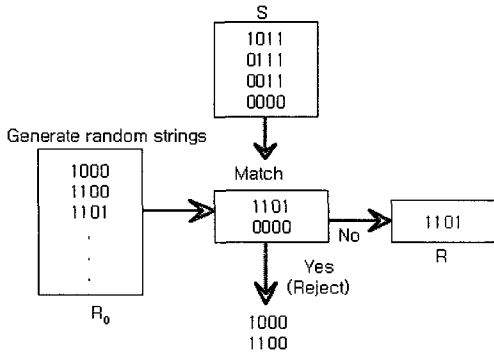 S
1011
0111
0011
0000
Generate random strings
1000
1100
1101
.
.
.
R0
Match
1101
0000
No
1101
R
Yes
(Reject)
1000
1100